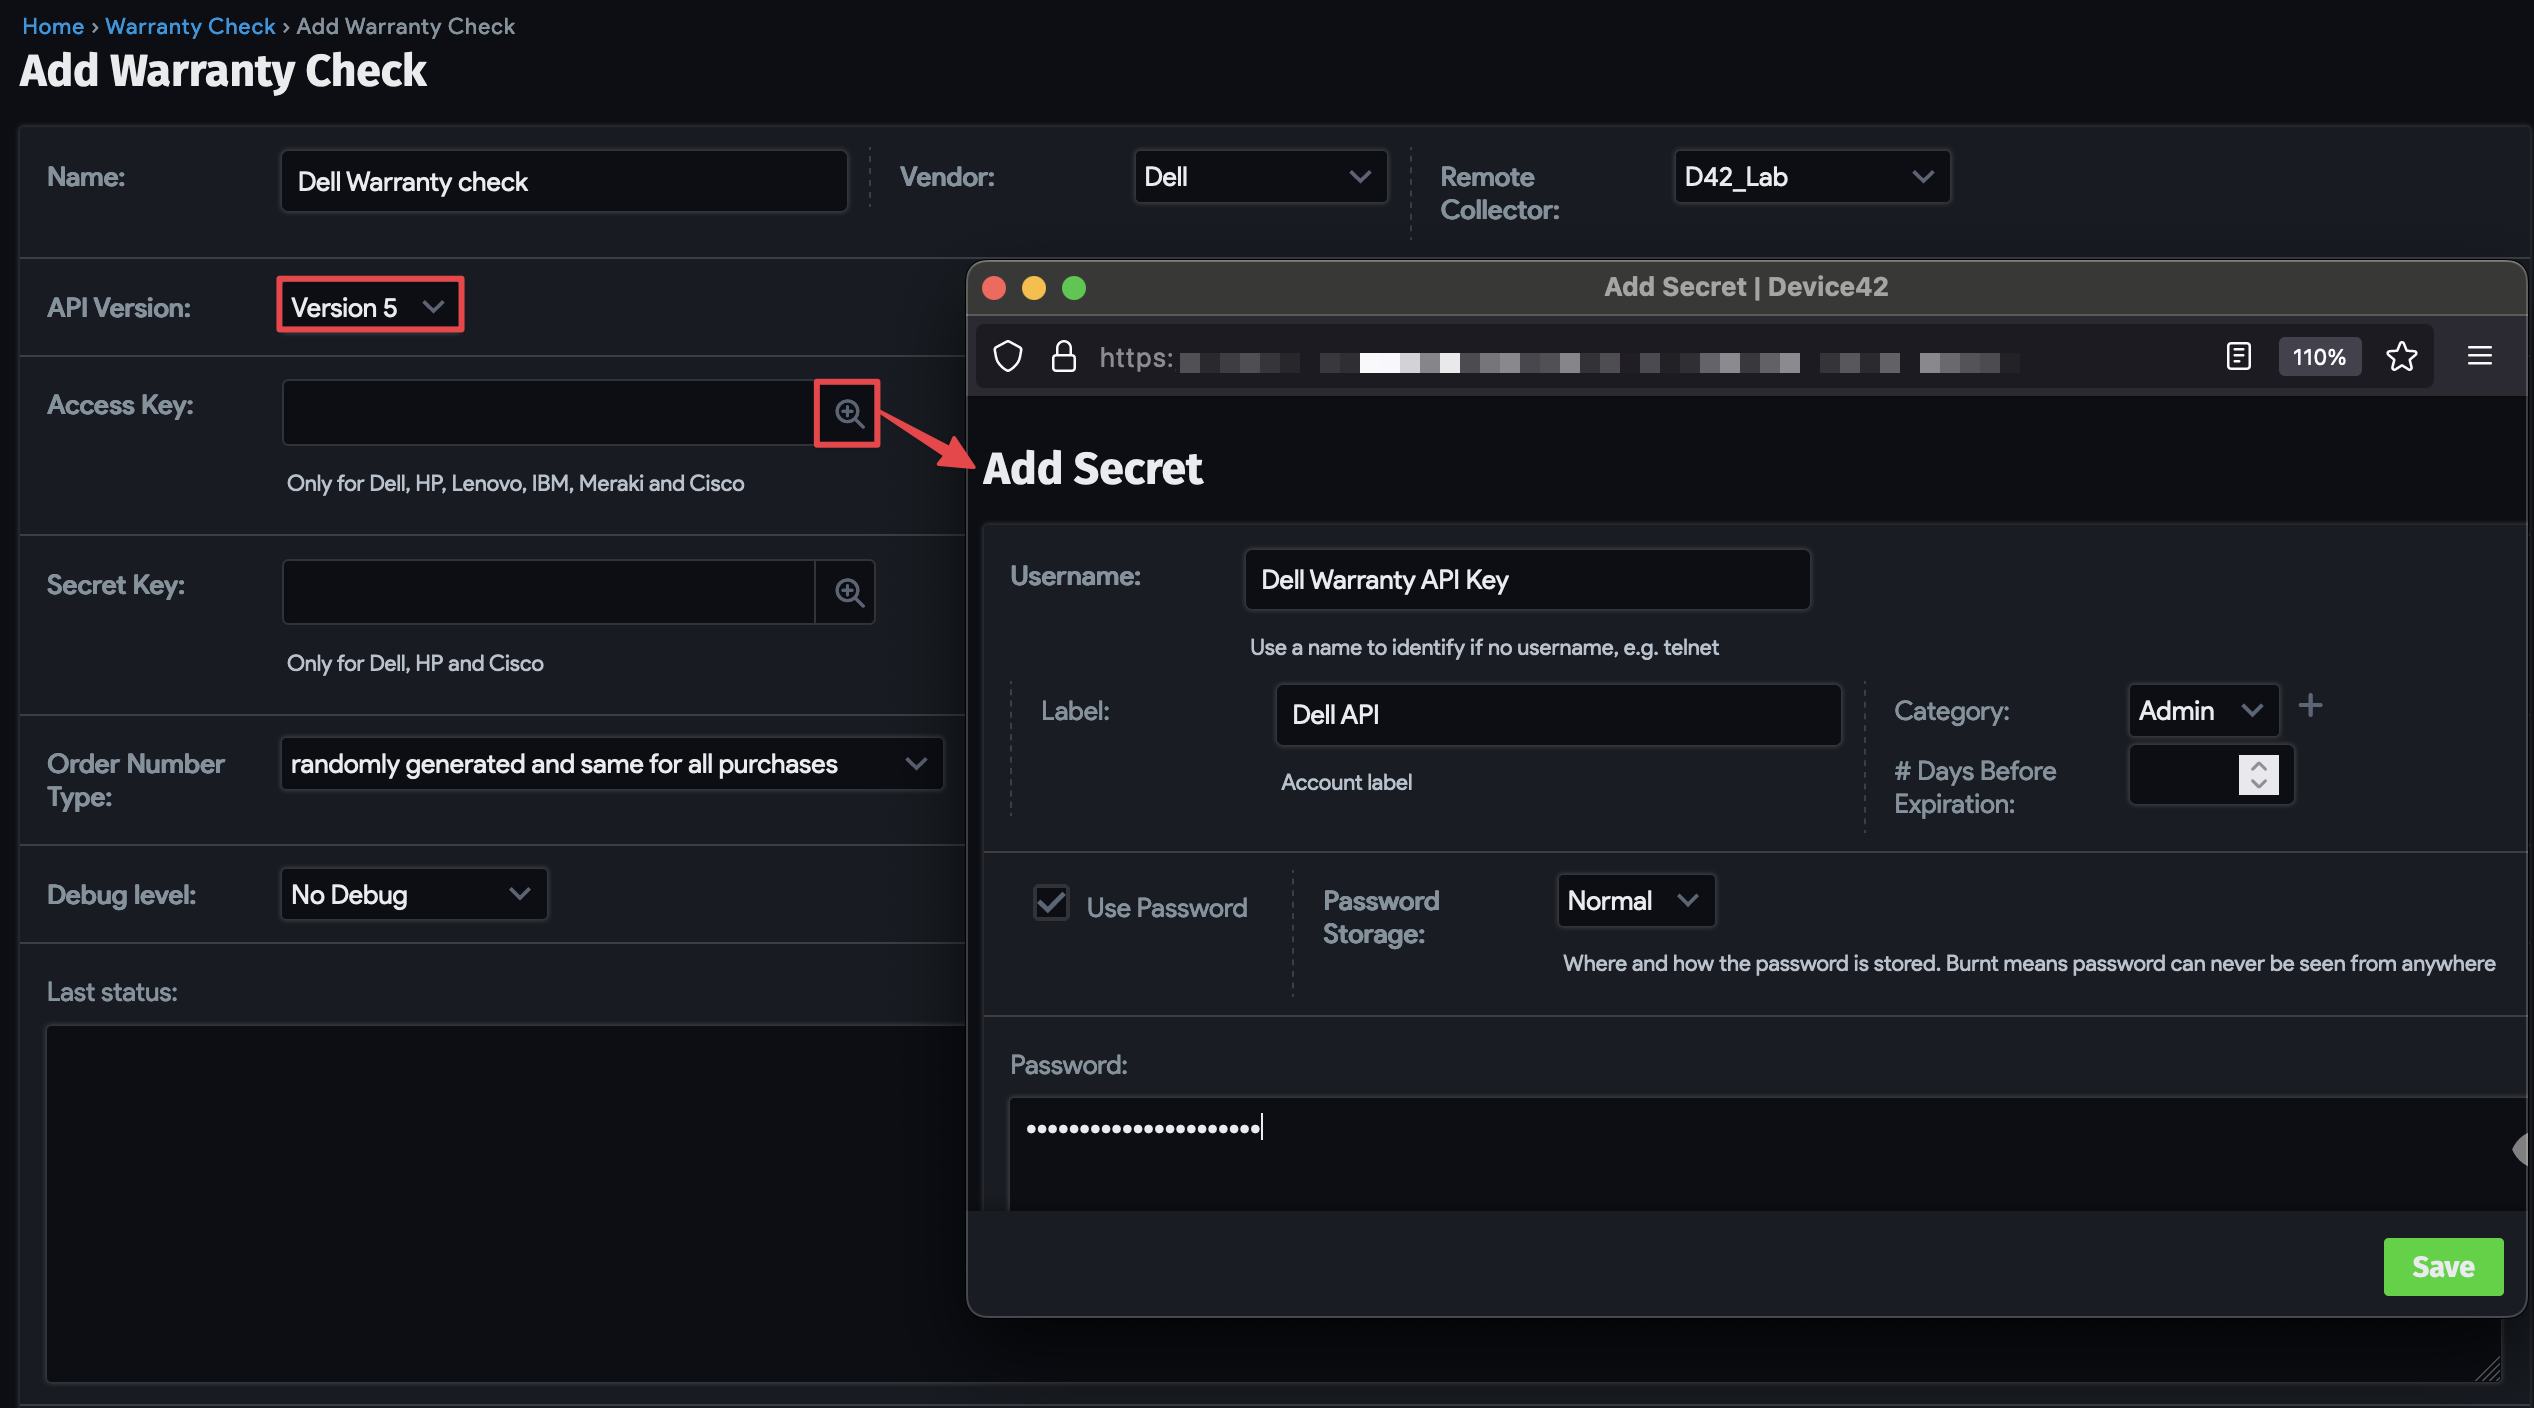 Home › Warranty Check › Add Warranty Check
Add Warranty Check
Name:
Dell Warranty check
Vendor:
Dell
Remote
Collector:
D42_Lab
API Version:
Version 5
Access Key:
Only for Dell, HP, Lenovo, IBM, Meraki and Cisco
Secret Key:
Only for Dell, HP and Cisco
Order Number
Type:
randomly generated and same for all purchases
Debug level:
No Debug
Last status:
Add Secret | Device42
https:
110%
Add Secret
Username:
Dell Warranty API Key
Use a name to identify if no username, e.g. telnet
Label:
Dell API
Account label
Category:
Admin
# Days Before
Expiration:
Use Password
Password
Storage:
Normal
Where and how the password is stored. Burnt means password can never be seen from anywhere
Password:
••••••••••••••••••••••
Save